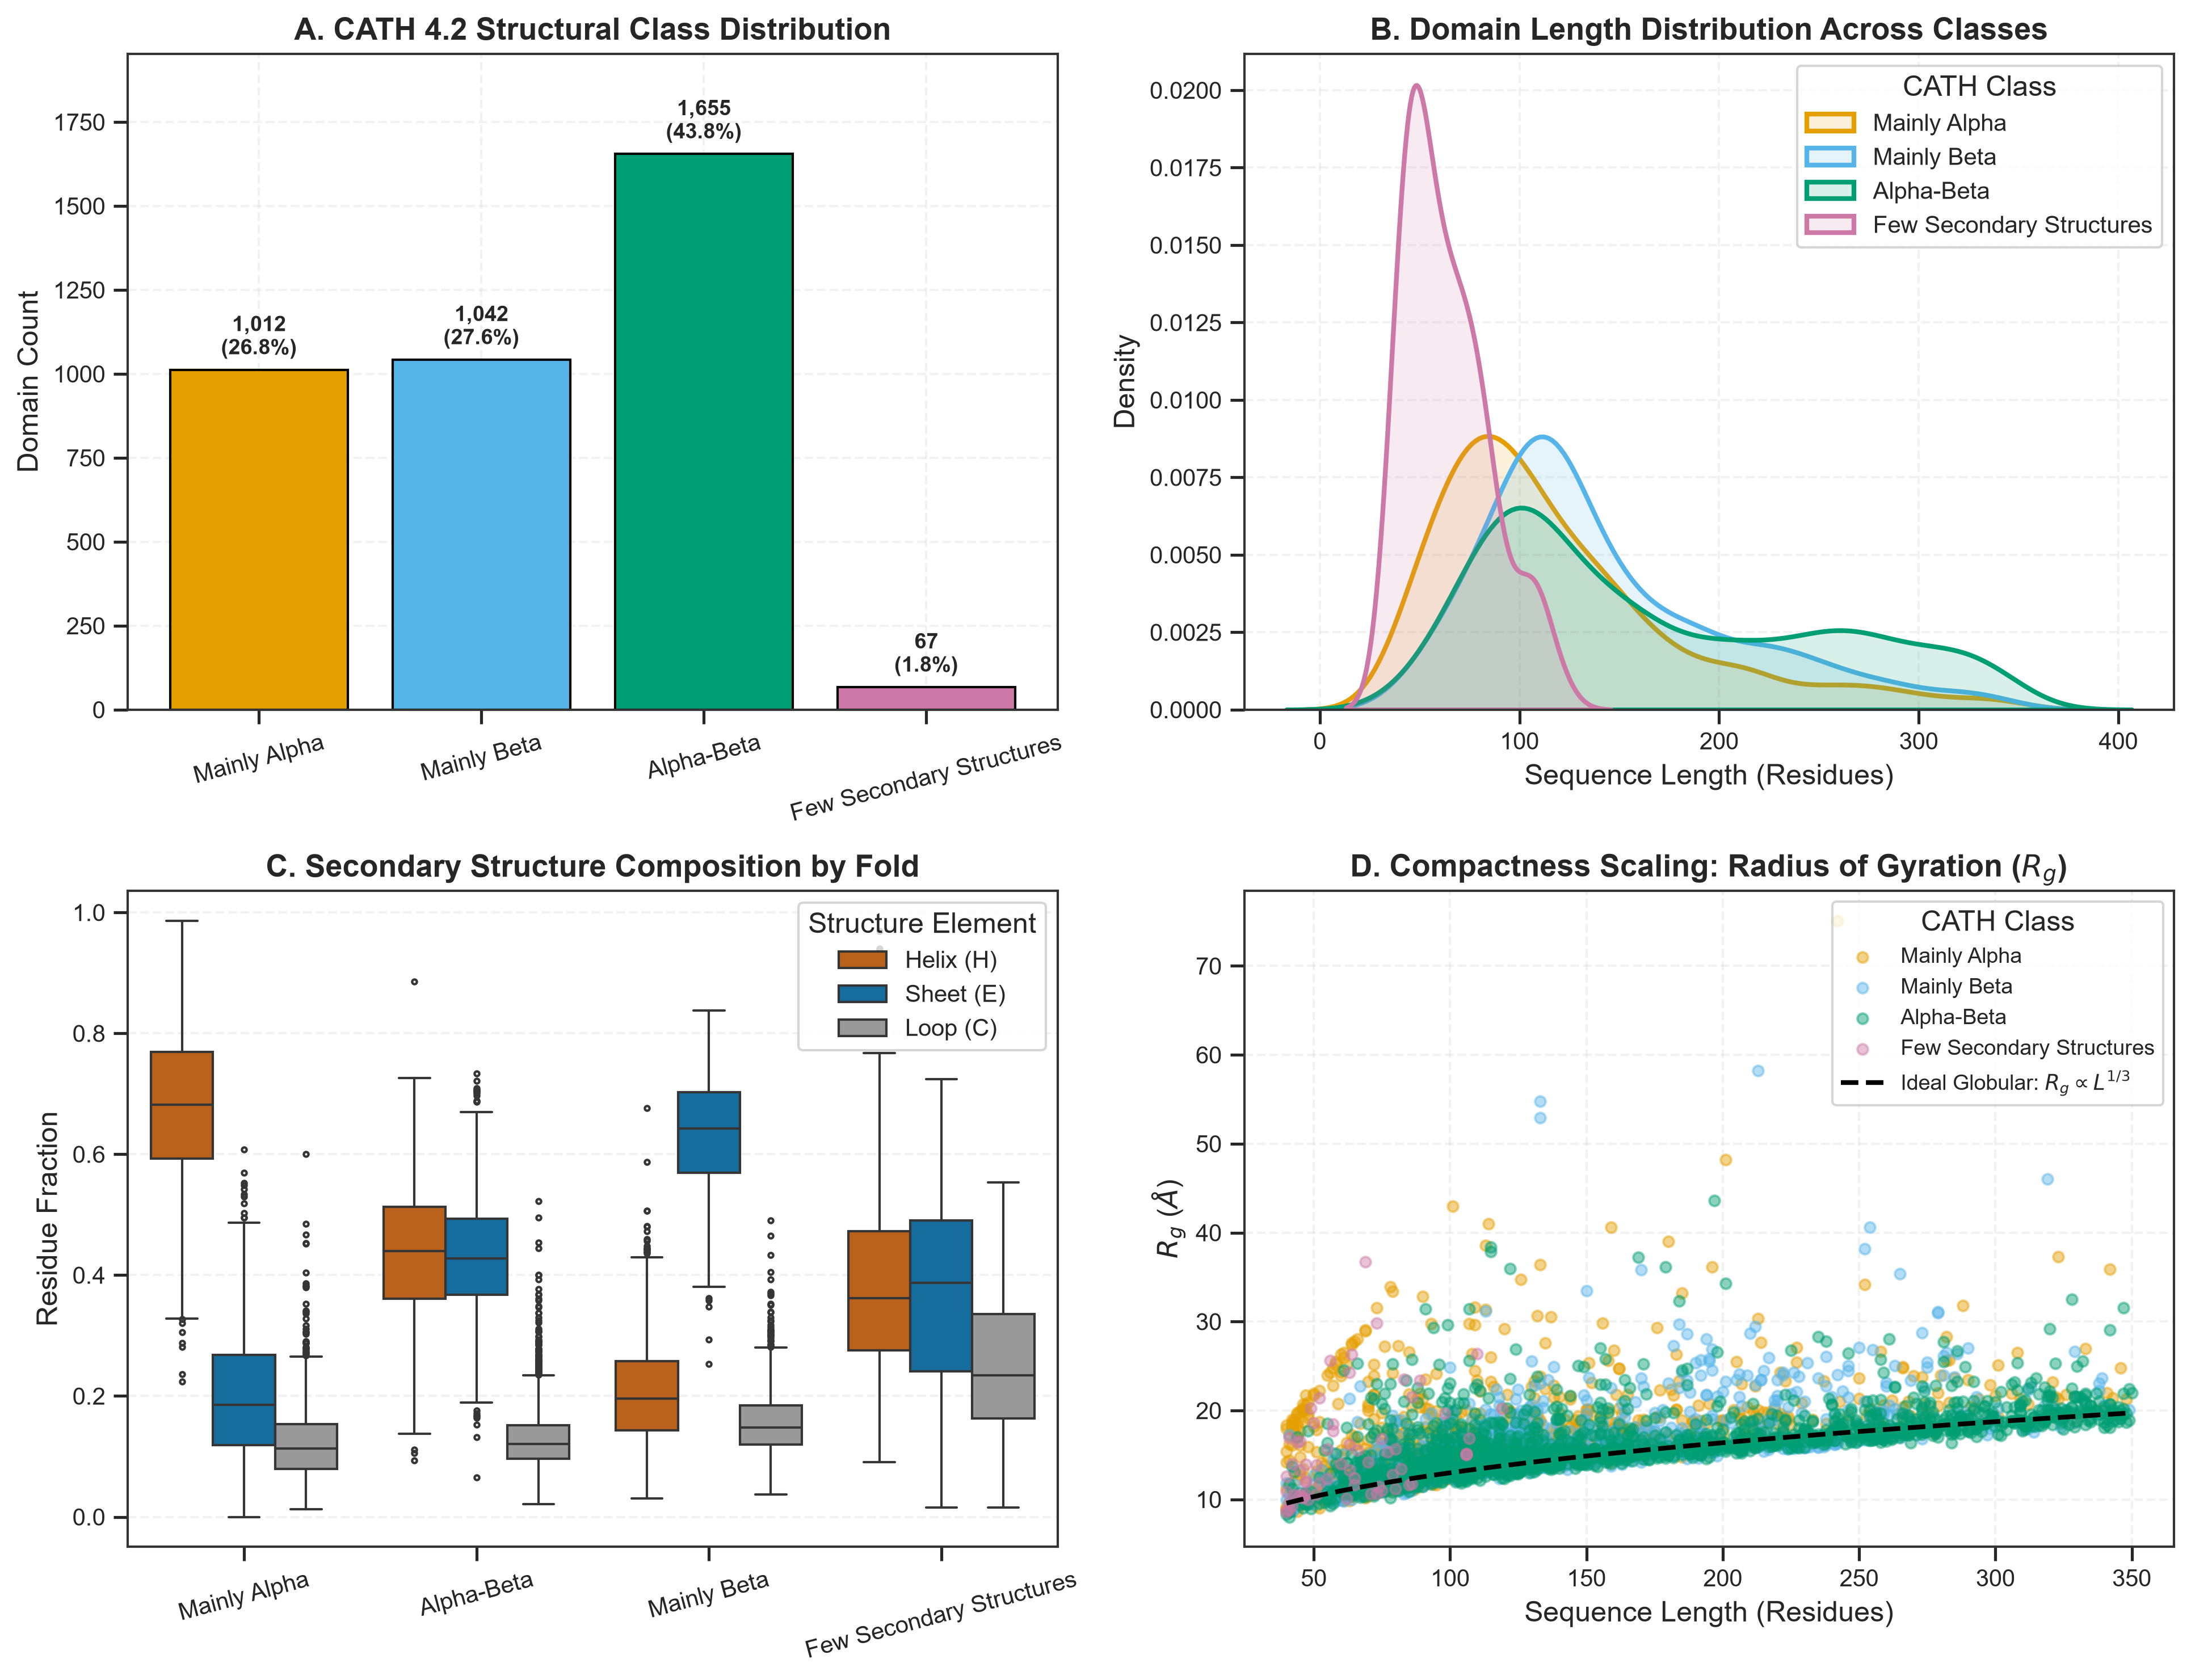 A. CATH 4.2 Structural Class Distribution
Domain Count
1750
1500
1250
1000
750
500
250
0
1,012
(26.8%)
1,042
(27.6%)
1,655
(43.8%)
67
(1.8%)
Mainly Alpha
Mainly Beta
Alpha-Beta
Few Secondary Structures
B. Domain Length Distribution Across Classes
Density
0.0200
0.0175
0.0150
0.0125
0.0100
0.0075
0.0050
0.0025
0.0000
CATH Class
Mainly Alpha
Mainly Beta
Alpha-Beta
Few Secondary Structures
0 100 200 300 400
Sequence Length (Residues)
C. Secondary Structure Composition by Fold
Residue Fraction
1.0
0.8
0.6
0.4
0.2
0.0
Structure Element
Helix (H)
Sheet (E)
Loop (C)
Mainly Alpha
Alpha-Beta
Mainly Beta
Few Secondary Structures
D. Compactness Scaling: Radius of Gyration (R_g)
R_g (Å)
70
60
50
40
30
20
10
CATH Class
Mainly Alpha
Mainly Beta
Alpha-Beta
Few Secondary Structures
Ideal Globular: R_g ∝ L^{1/3}
50 100 150 200 250 300 350
Sequence Length (Residues)